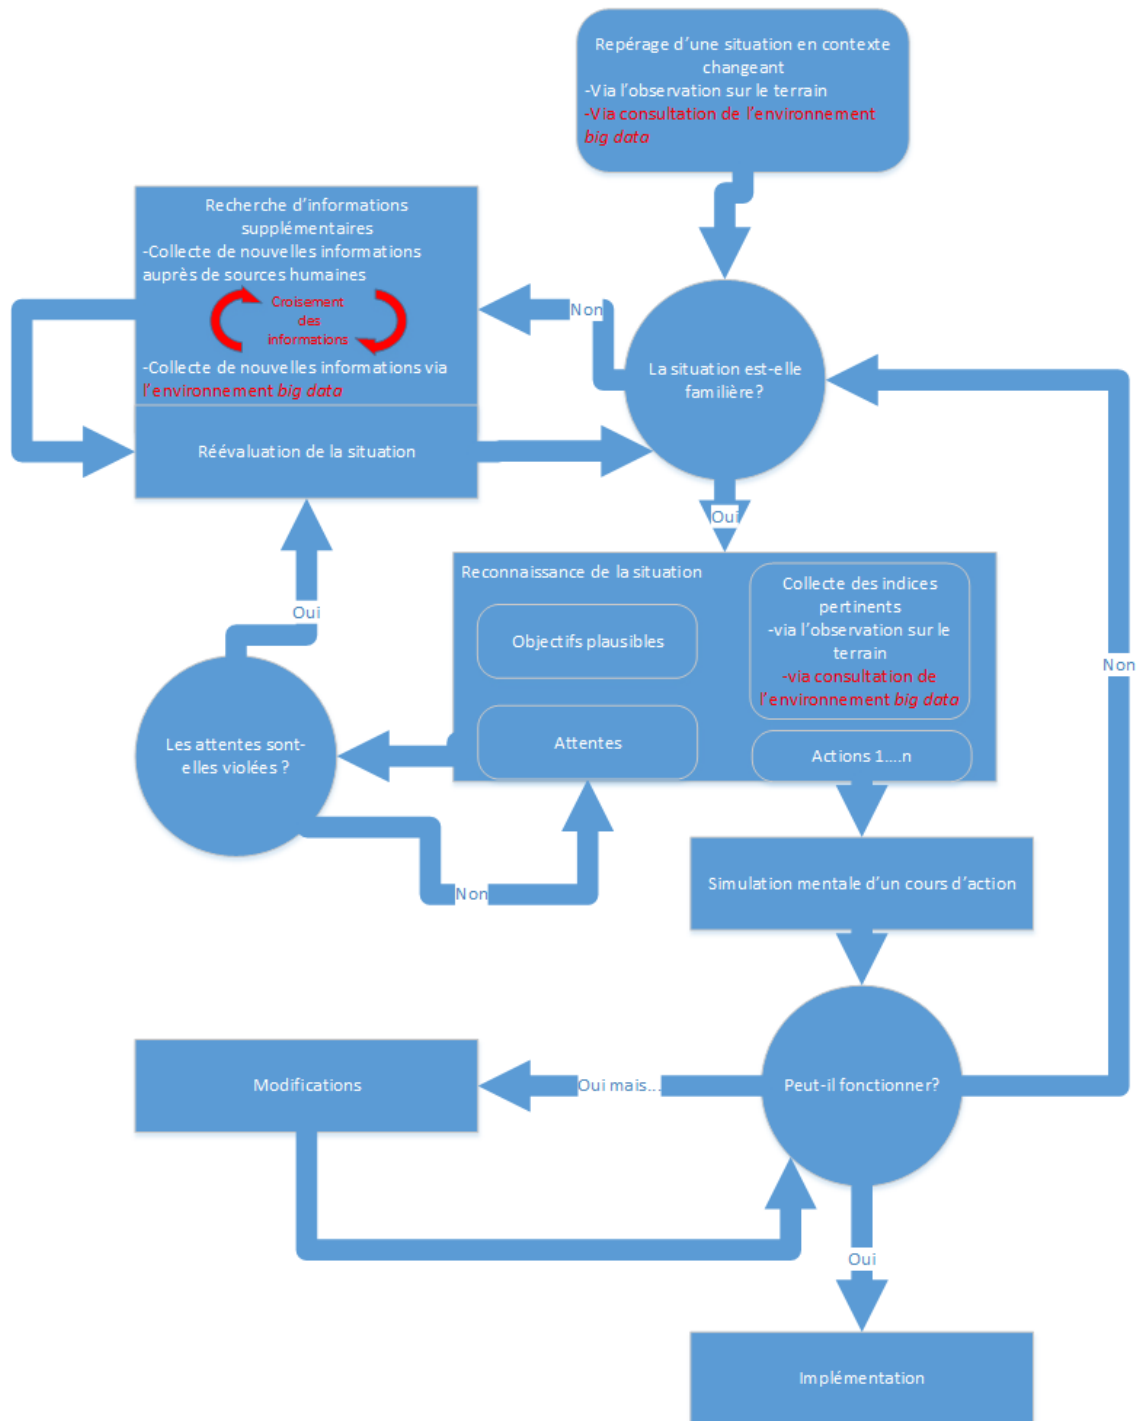 Repérage d'une situation en contexte
changeant
-Via l'observation sur le terrain
-Via consultation de l'environnement
big data
Recherche d'informations
supplémentaires
-Collecte de nouvelles informations
auprès de sources humaines
Croisement
des
informations
-Collecte de nouvelles informations via
l'environnement big data
Réévaluation de la situation
Non
La situation est-elle
familière?
Oui
Reconnaissance de la situation
Objectifs plausibles
Attentes
Collecte des indices
pertinents
-via l'observation sur le
terrain
-via consultation de
l'environnement big data
Actions 1....n
Oui
Les attentes sont-
elles violées ?
Non
Non
Simulation mentale d'un cours d'action
Peut-il fonctionner?
Oui mais...
Modifications
Oui
Implémentation